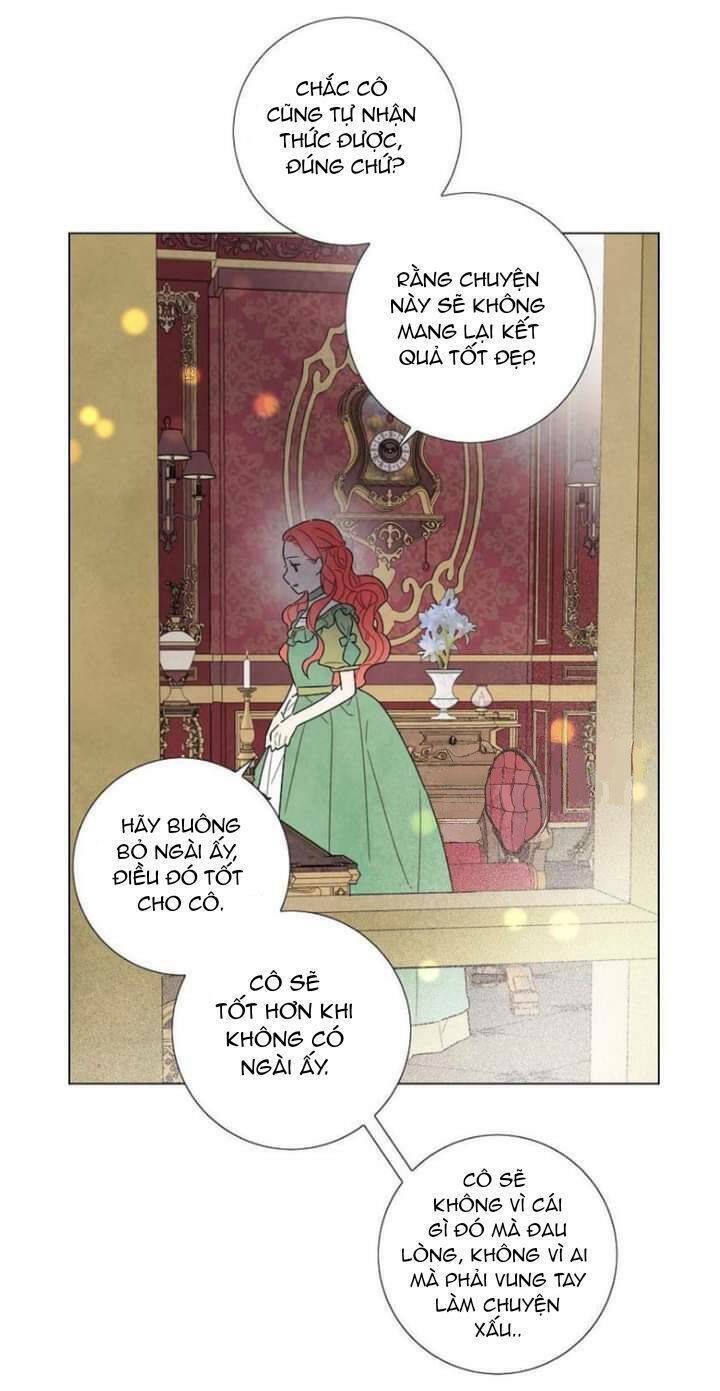 CHẮC CÔ
CŨNG TỰ NHẬN
THỨC ĐƯỢC,
ĐÚNG CHỨ?
RẰNG CHUYỆN
NÀY SẼ KHÔNG
MANG LẠI KẾT
QUẢ TỐT ĐẸP.
HÃY BUÔNG
BỎ NGÀI ẤY,
ĐIỀU ĐÓ TỐT
CHO CÔ.
CÔ SẼ
TỐT HƠN KHI
KHÔNG CÓ
NGÀI ẤY.
CÔ SẼ
KHÔNG VÌ CÁI
GÌ ĐÓ MÀ ĐAU
LÒNG, KHÔNG VÌ AI
MÀ PHẢI VUNG TAY
LÀM CHUYỆN
XẤU..